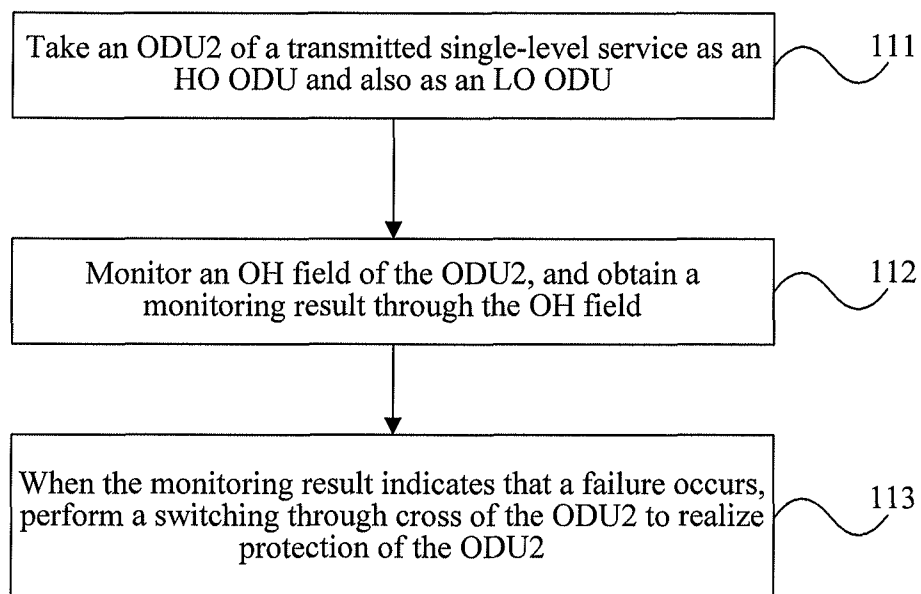 Take an ODU2 of a transmitted single-level service as an
HO ODU and also as an LO ODU
111
Monitor an OH field of the ODU2, and obtain a
monitoring result through the OH field
112
When the monitoring result indicates that a failure occurs,
perform a switching through cross of the ODU2 to realize
protection of the ODU2
113